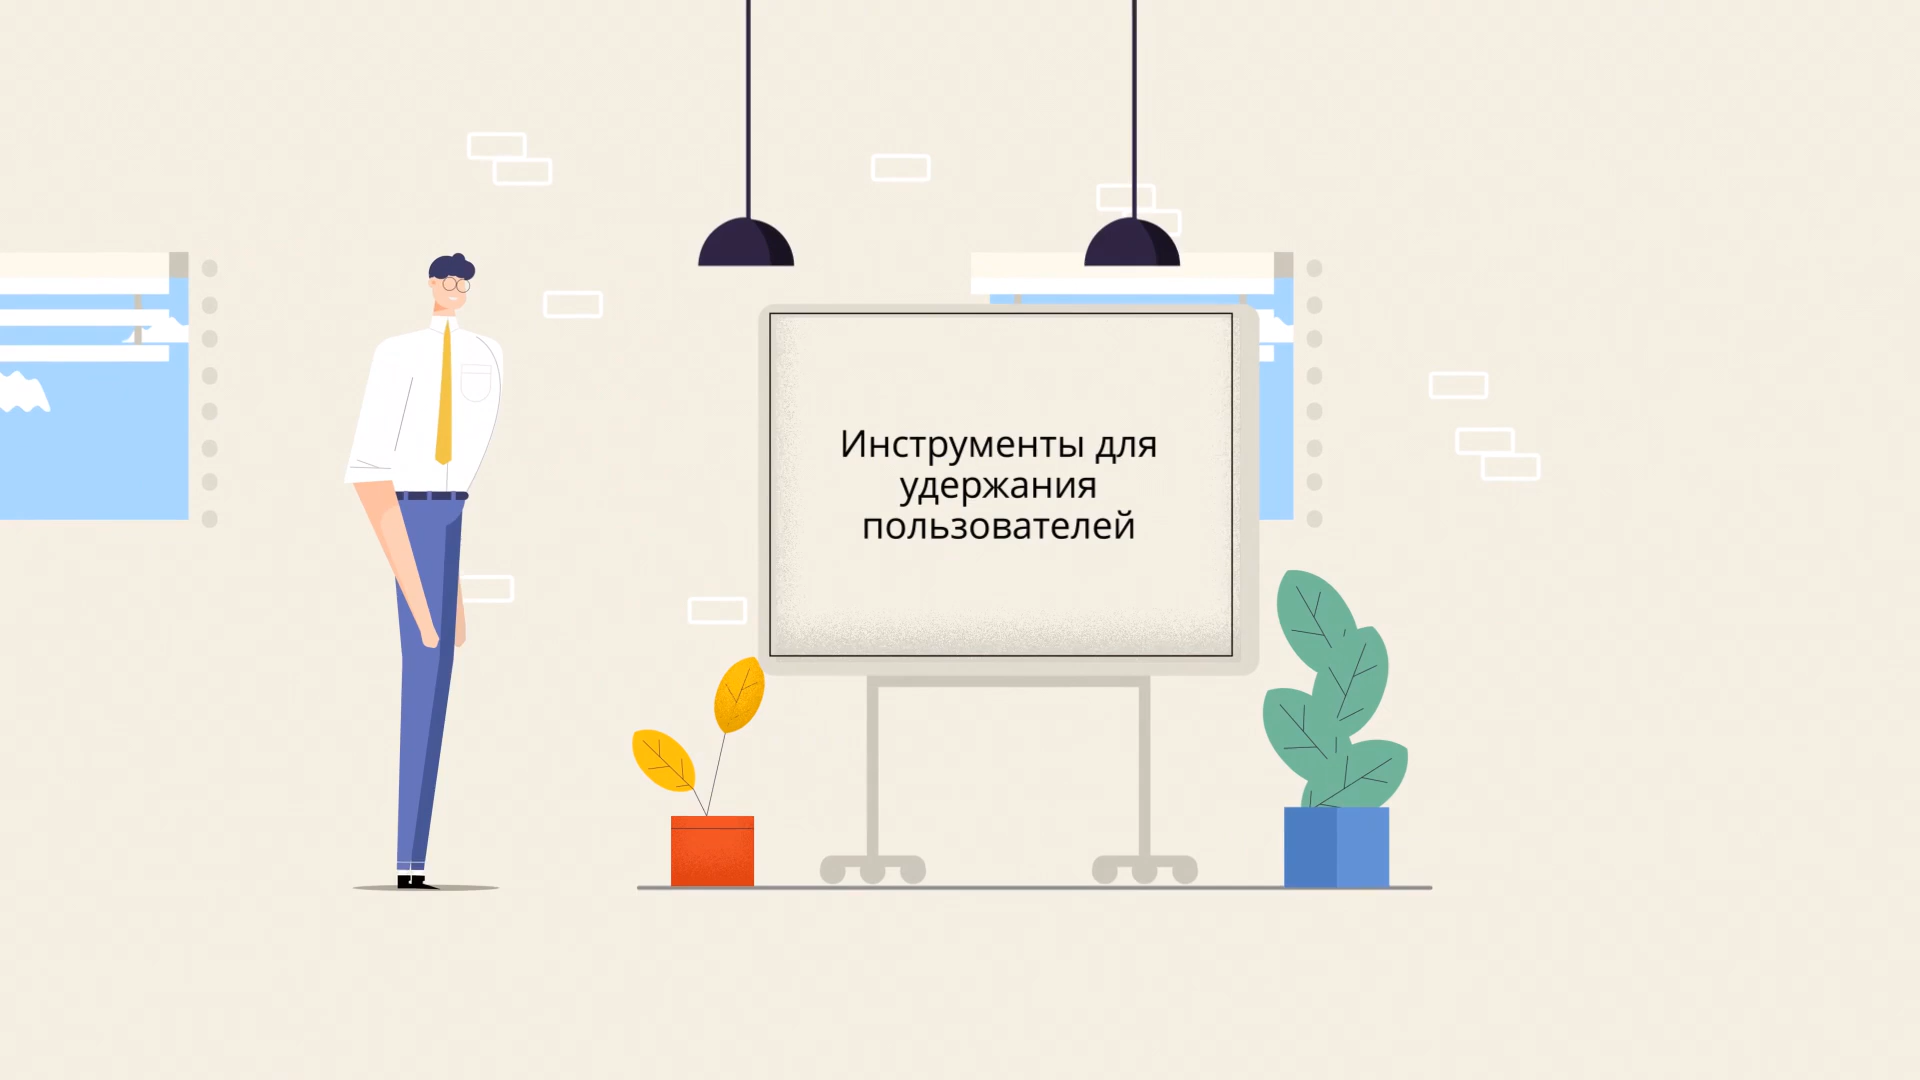 Инструменты для
удержания
пользователей